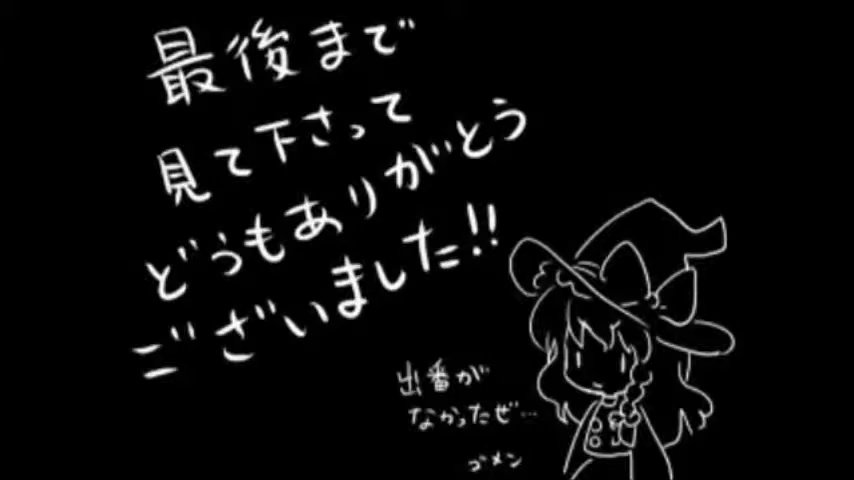 最後まで
見て下さって
どうもありがとう
ございました!!
出番が
なかったぜ…
ゴメン